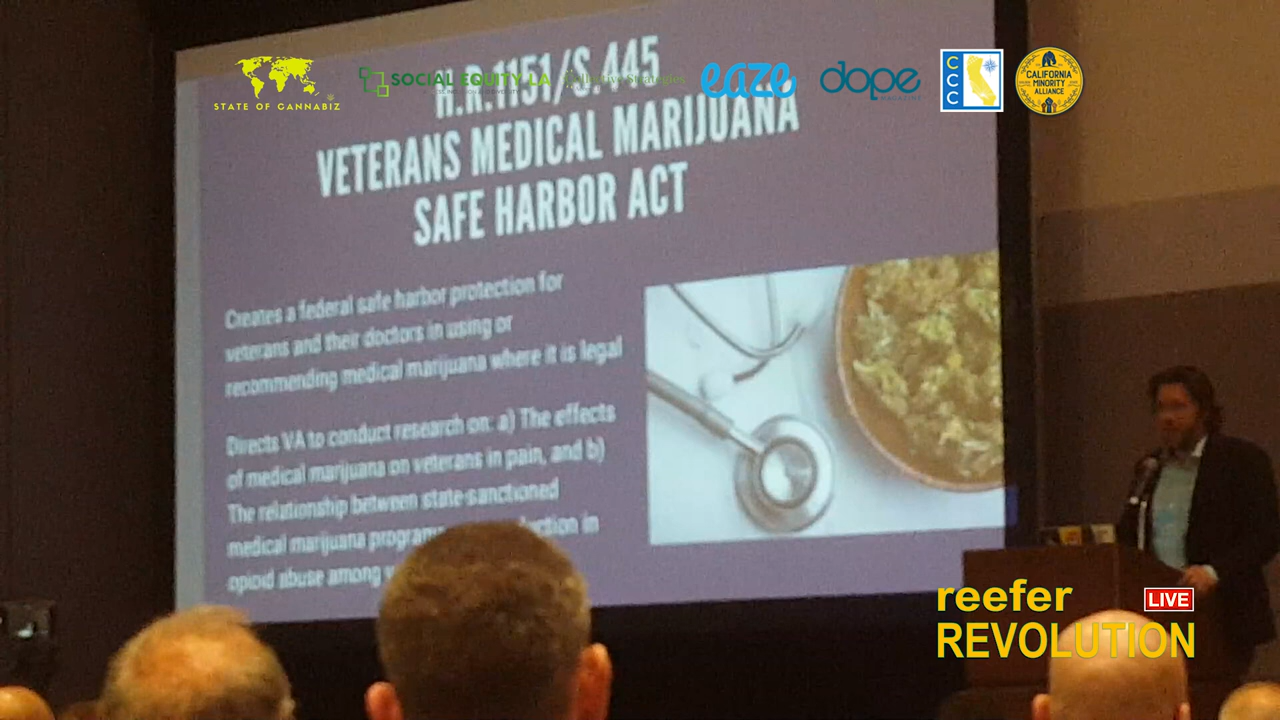 STATE OF CANNABIZ
SOCIAL EQUITY LA
eaze
dope
MAGAZINE
CCC
CALIFORNIA
MINORITY
ALLIANCE
H.R.1151/S.445
VETERANS MEDICAL MARIJUANA
SAFE HARBOR ACT
Creates a federal safe harbor protection for
veterans and their doctors in using or
recommending medical marijuana where it is legal
Directs VA to conduct research on: a) The effects
of medical marijuana on veterans in pain, and b)
The relationship between state-sanctioned
medical marijuana in
opioid abuse among
reefer
LIVE
REVOLUTION